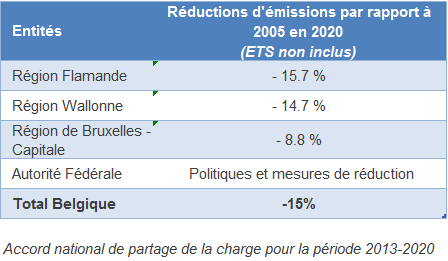 Entités
Réductions d'émissions par rapport à
2005 en 2020
(ETS non inclus)
Région Flamande
- 15.7 %
Région Wallonne
- 14.7 %
Région de Bruxelles -
Capitale
- 8.8 %
Autorité Fédérale
Politiques et mesures de réduction
Total Belgique
-15%
Accord national de partage de la charge pour la période 2013-2020